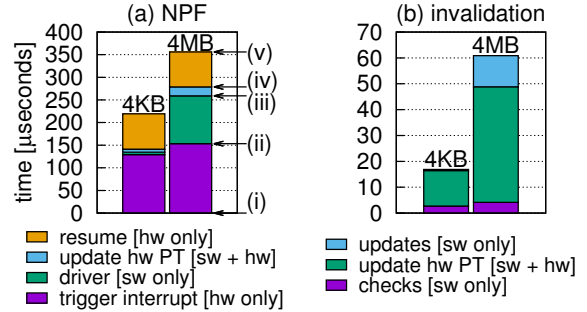 (a) NPF
(b) invalidation
time [µseconds]
400
350
300
250
200
150
100
50
0
4KB
4MB
(v)
(iv)
(iii)
(ii)
(i)
70
60
50
40
30
20
10
0
4KB
4MB
resume [hw only]
update hw PT [sw + hw]
driver [sw only]
trigger interrupt [hw only]
updates [sw only]
update hw PT [sw + hw]
checks [sw only]